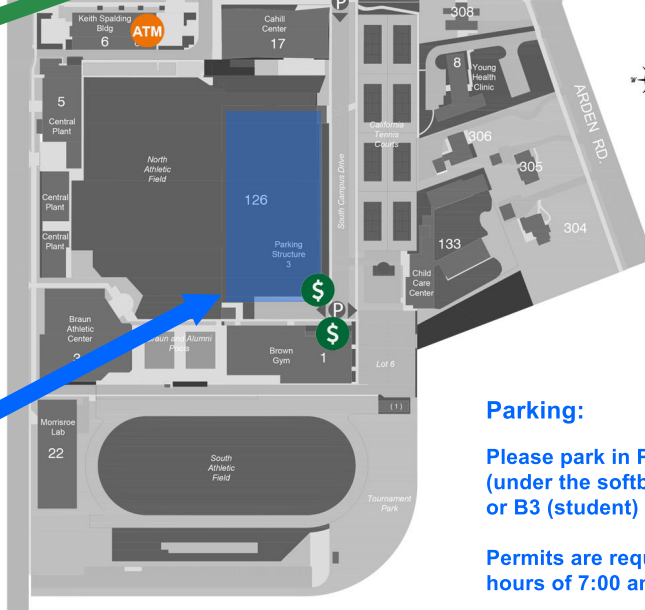 P
308
Keith Spalding
Bldg
6
ATM
Cahill
Center
17
8
Young
Health
Clinic
ARDEN RD.
5
Central
Plant
California
Tennis
Courts
306
305
North
Athletic
Field
126
South Campus Drive
Central
Plant
304
Central
Plant
Parking
Structure
3
133
Child
Care
Center
$
P
$
Braun
Athletic
Center
3
Braun and Alumni
Pools
Brown
Gym
1
Lot 6
(1)
Morrisroe
Lab
22
South
Athletic
Field
Tournament
Park
Parking:
Please park in P
(under the softb
or B3 (student)
Permits are requ
hours of 7:00 an